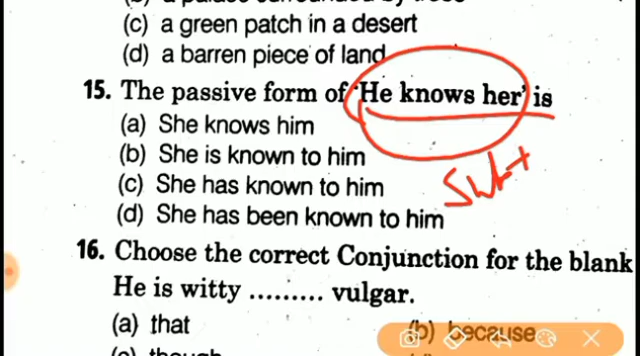 (c) a green patch in a desert
(d) a barren piece of land
15. The passive form of 'He knows her' is
(a) She knows him
(b) She is known to him
(c) She has known to him
(d) She has been known to him
16. Choose the correct Conjunction for the blank
He is witty ......... vulgar.
(a) that
(b) because